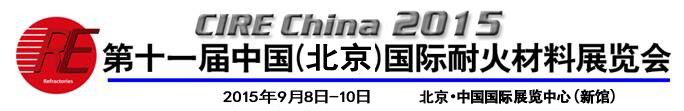 CIRE China 2015
RE
Refractories
第十一届中国(北京)国际耐火材料展览会
2015年9月8日-10日 北京·中国国际展览中心(新馆)